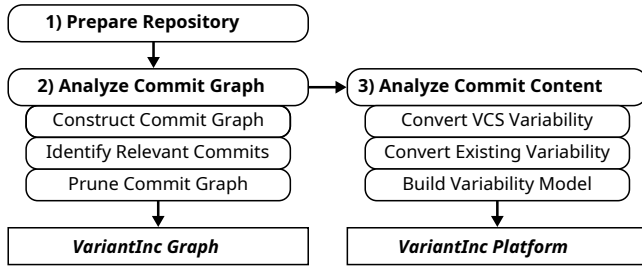 1) Prepare Repository
2) Analyze Commit Graph
Construct Commit Graph
Identify Relevant Commits
Prune Commit Graph
VariantInc Graph
3) Analyze Commit Content
Convert VCS Variability
Convert Existing Variability
Build Variability Model
VariantInc Platform